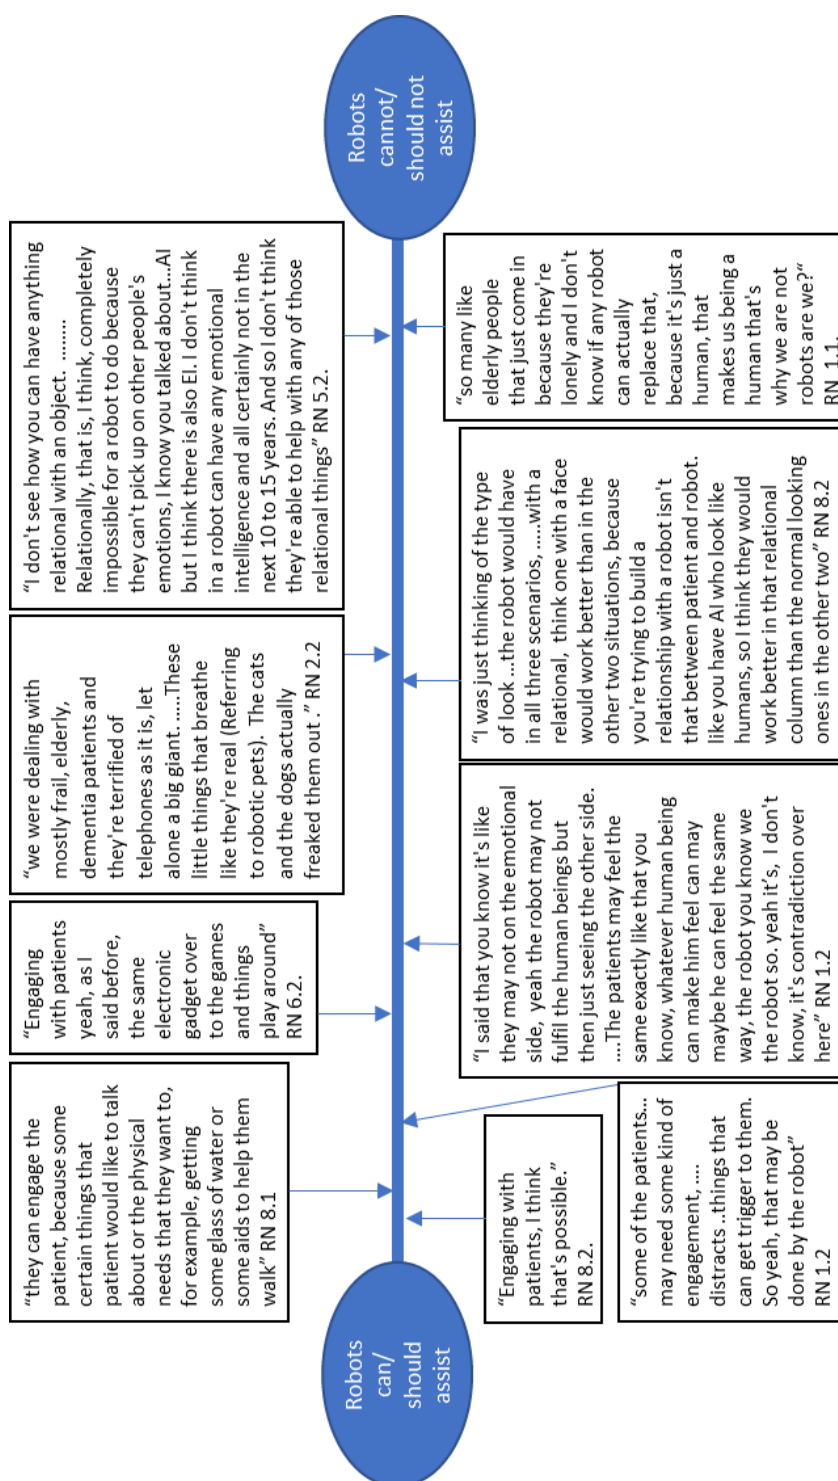 Robots
can/
should
assist
“they can engage the
patient, because some
certain things that
patient would like to talk
about or the physical
needs that they want to,
for example, getting
some glass of water or
some aids to help them
walk” RN 8.1
“Engaging
with patients
yeah, as I
said before,
the same
electronic
gadget over
to the games
and things
play around”
RN 6.2.
“we were dealing with
mostly frail, elderly,
dementia patients and
they're terrified of
telephones as it is, let
alone a big giant. ......These
little things that breathe
like they're real (Referring
to robotic pets).  The cats
and the dogs actually
freaked them out .” RN 2.2
“I don't see how you can have anything
relational with an object.  .........
Relationally, that is, I think, completely
impossible for a robot to do because
they can't pick up on other people's
emotions, I know you talked about...AI
but I think there is also EI. I don't think
in a robot can have any emotional
intelligence and all certainly not in the
next 10 to 15 years. And so I don't think
they're able to help with any of those
relational things” RN 5.2.
Robots
cannot/
should not
assist
“Engaging with
patients, I think
that's possible.”
RN 8.2.
“some of the patients...
may need some kind of
engagement, ....
distracts ..things that
can get trigger to them.
So yeah, that may be
done by the robot”
RN 1.2
“I said that you know it's like
they may not on the emotional
side, yeah the robot may not
fulfil the human beings but
then just seeing the other side.
....The patients may feel the
same exactly like that you
know, whatever human being
can make him feel can may
maybe he can feel the same
way, the robot you know we
the robot so. yeah it’s, I don't
know, it's contradiction over
here” RN 1.2
“I was just thinking of the type
of look ...the robot would have
in all three scenarios, .....with a
relational, think one with a face
would work better than in the
other two situations, because
you're trying to build a
relationship with a robot isn't
that between patient and robot.
like you have AI who look like
humans, so I think they would
work better in that relational
column than the normal looking
ones in the other two” RN 8.2
“so many like
elderly people
that just come in
because they're
lonely and I don't
know if any robot
can actually
replace that,
because it's just a
human, that
makes us being a
human that's
why we are not
robots are we?“
RN  1.1.